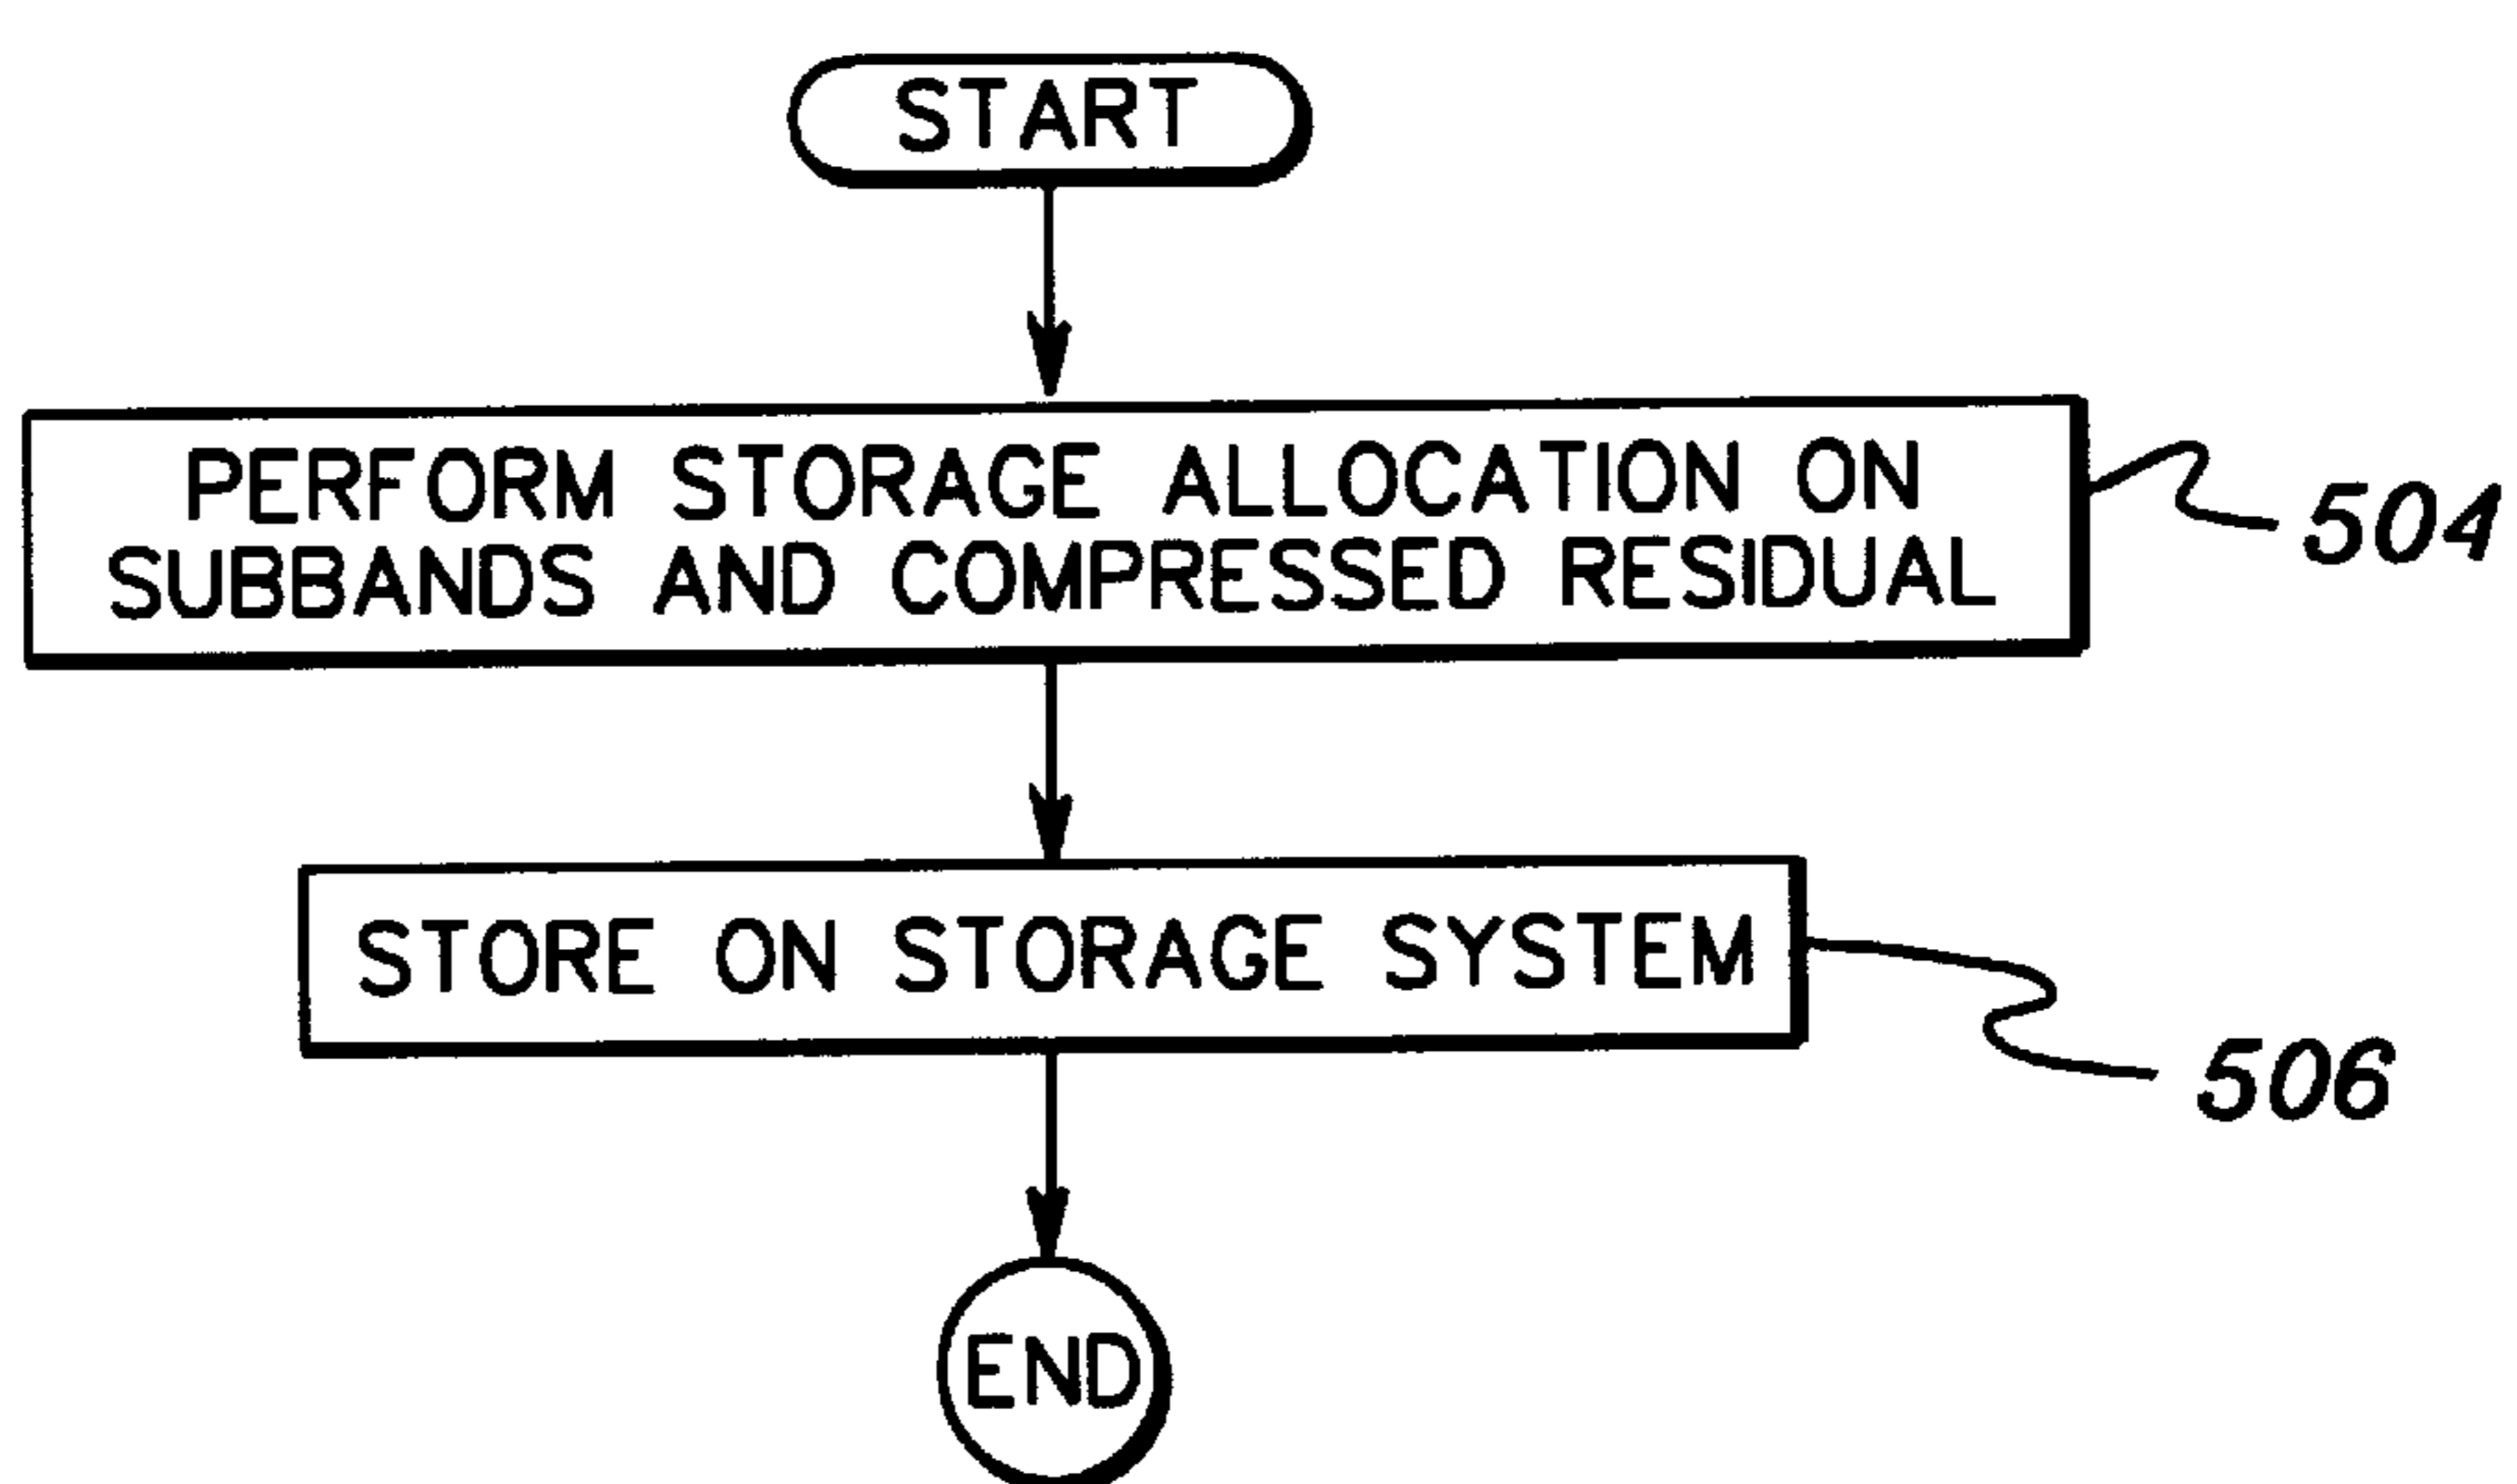 START
PERFORM STORAGE ALLOCATION ON
SUBBANDS AND COMPRESSED RESIDUAL
504
STORE ON STORAGE SYSTEM
506
END